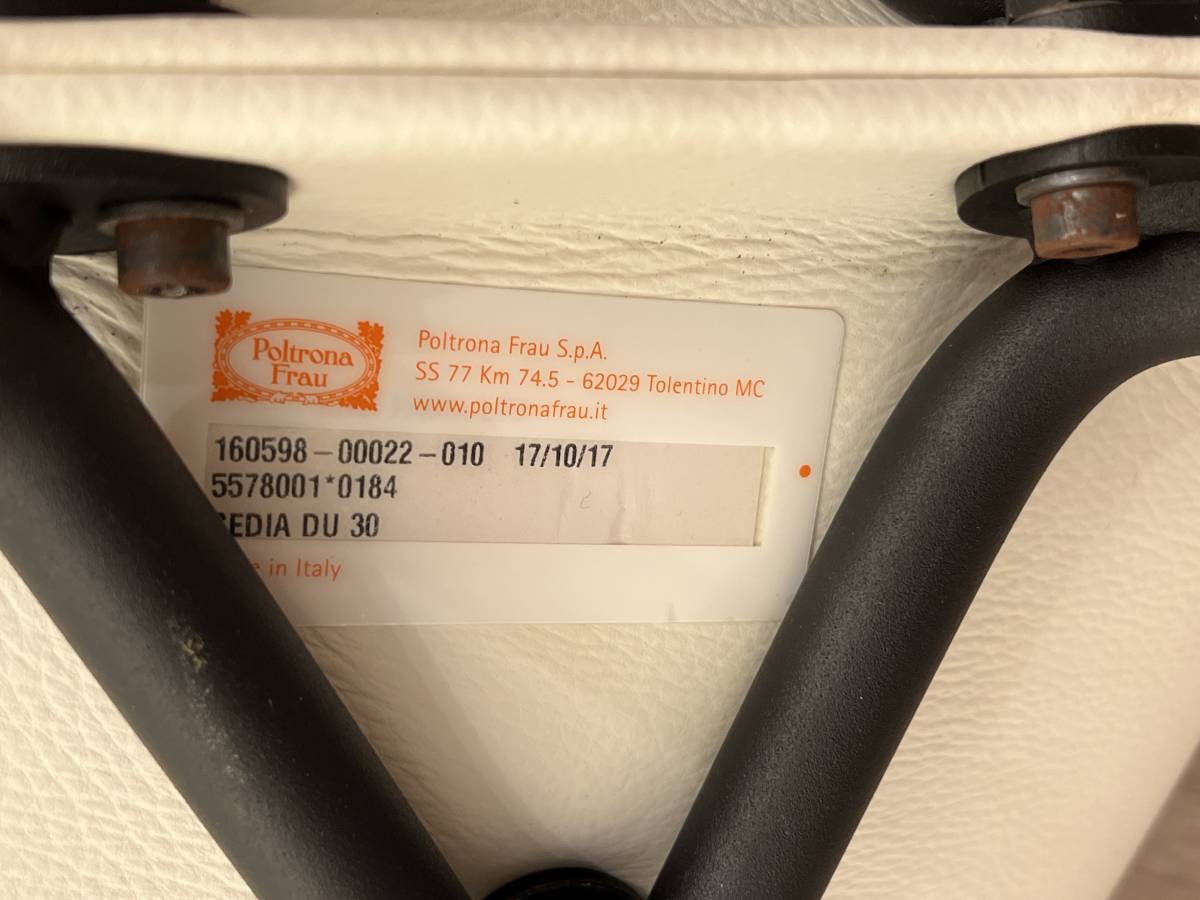 Poltrona
Frau
Poltrona Frau S.p.A.
SS 77 Km 74.5 - 62029 Tolentino MC
www.poltronafrau.it
160598-00022-010 17/10/17
5578001*0184
DU 30
in Italy